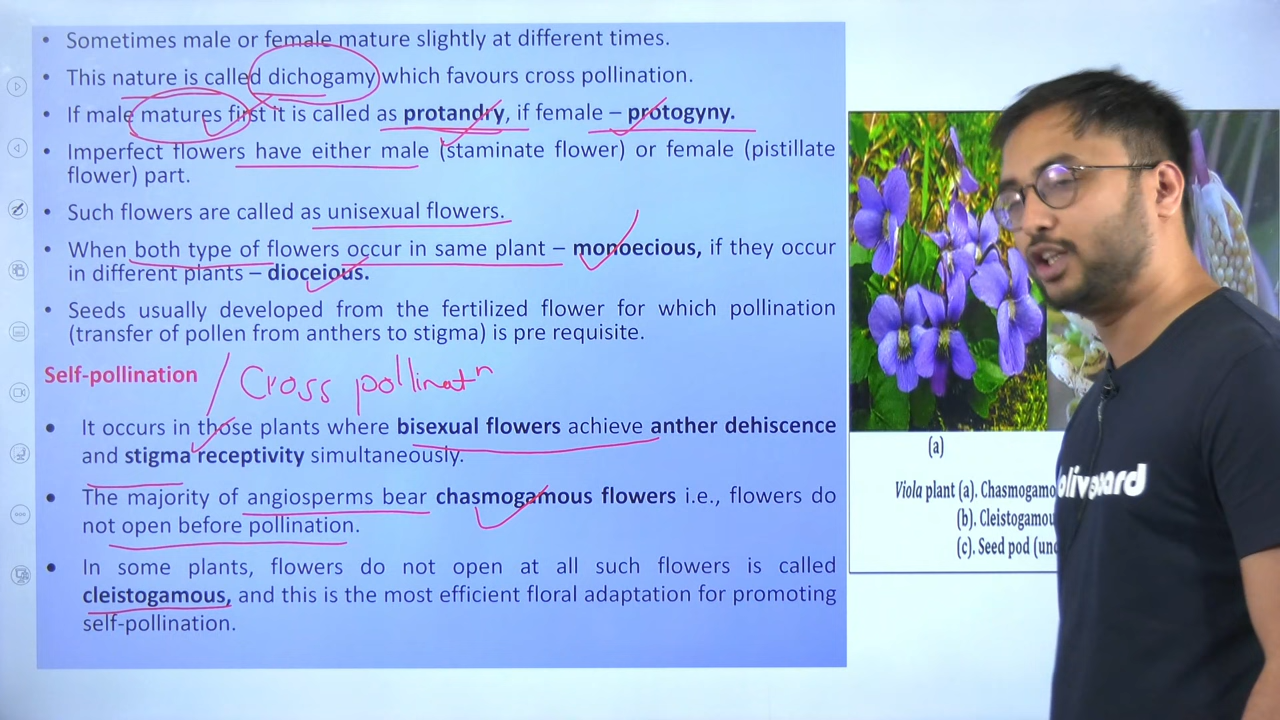 • Sometimes male or female mature slightly at different times.
• This nature is called dichogamy which favours cross pollination.
• If male matures first it is called as protandry, if female – protogyny.
• Imperfect flowers have either male (staminate flower) or female (pistillate
flower) part.
• Such flowers are called as unisexual flowers.
• When both type of flowers occur in same plant – monoecious, if they occur
in different plants – dioceious.
• Seeds usually developed from the fertilized flower for which pollination
(transfer of pollen from anthers to stigma) is pre requisite.
Self-pollination / Cross pollinatn
• It occurs in those plants where bisexual flowers achieve anther dehiscence
and stigma receptivity simultaneously.
• The majority of angiosperms bear chasmogamous flowers i.e., flowers do
not open before pollination.
• In some plants, flowers do not open at all such flowers is called
cleistogamous, and this is the most efficient floral adaptation for promoting
self-pollination.
(a)
Viola plant (a). Chasmogamo
(b). Cleistogamou
(c). Seed pod (und